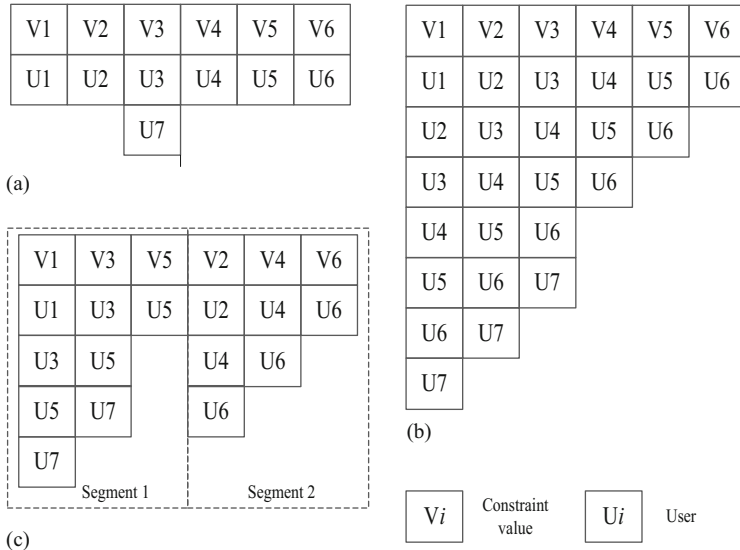 V1 V2 V3 V4 V5 V6
U1 U2 U3 U4 U5 U6
U7
(a)
V1 V2 V3 V4 V5 V6
U1 U2 U3 U4 U5 U6
U2 U3 U4 U5 U6
U3 U4 U5 U6
U4 U5 U6
U5 U6 U7
U6 U7
U7
(b)
V1 V3 V5 V2 V4 V6
U1 U3 U5 U2 U4 U6
U3 U5 U4 U6
U5 U7 U6
U7
Segment 1 Segment 2
(c)
Vi Constraint value Ui User